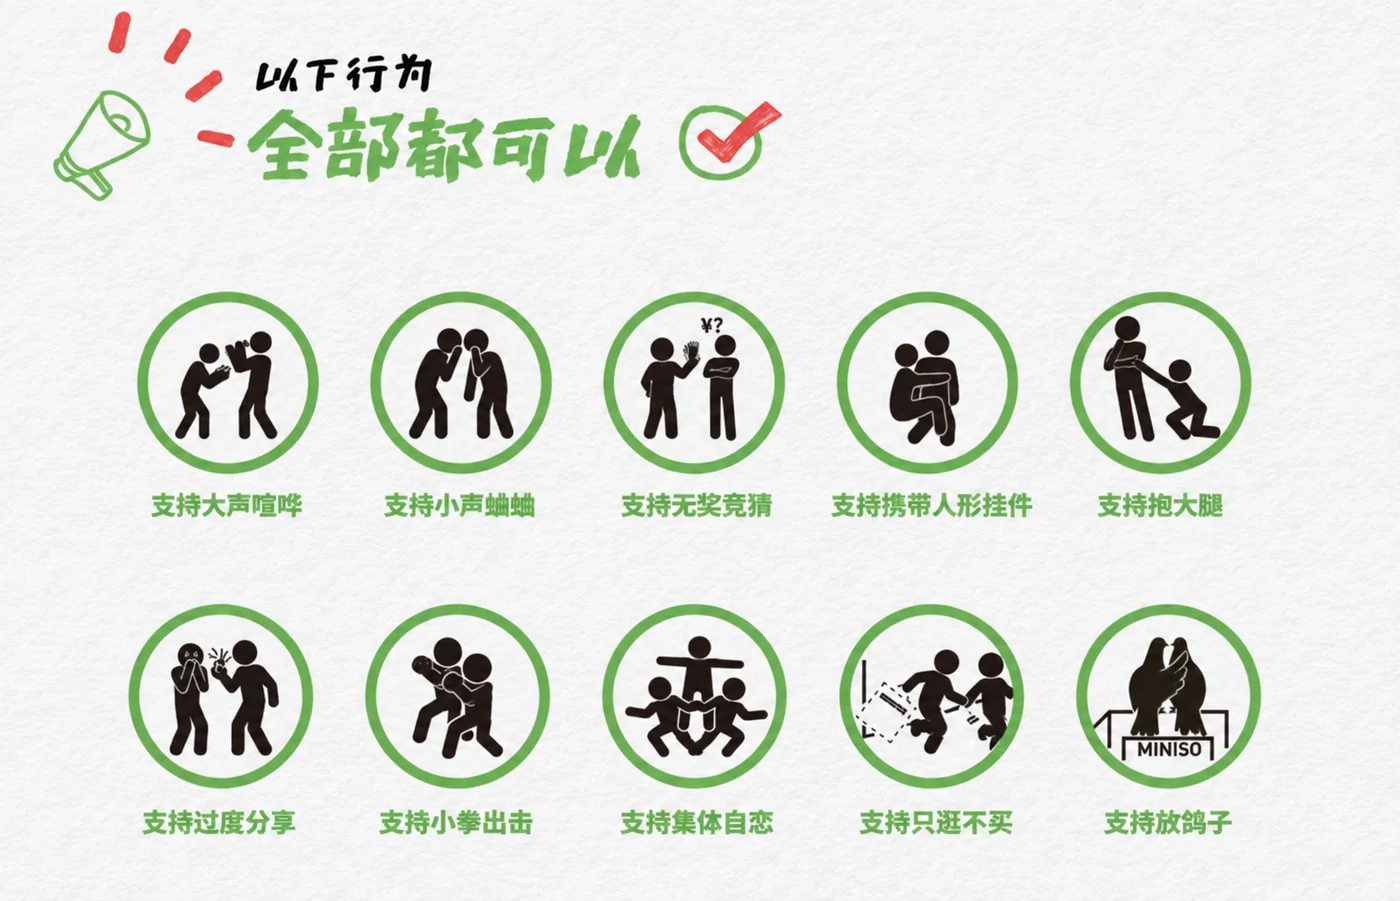 以下行为
全部都可以
¥?
支持大声喧哗
支持小声蛐蛐
支持无奖竞猜
支持携带人形挂件
支持抱大腿
支持过度分享
支持小拳出击
支持集体自恋
支持只逛不买
支持放鸽子
MINISO